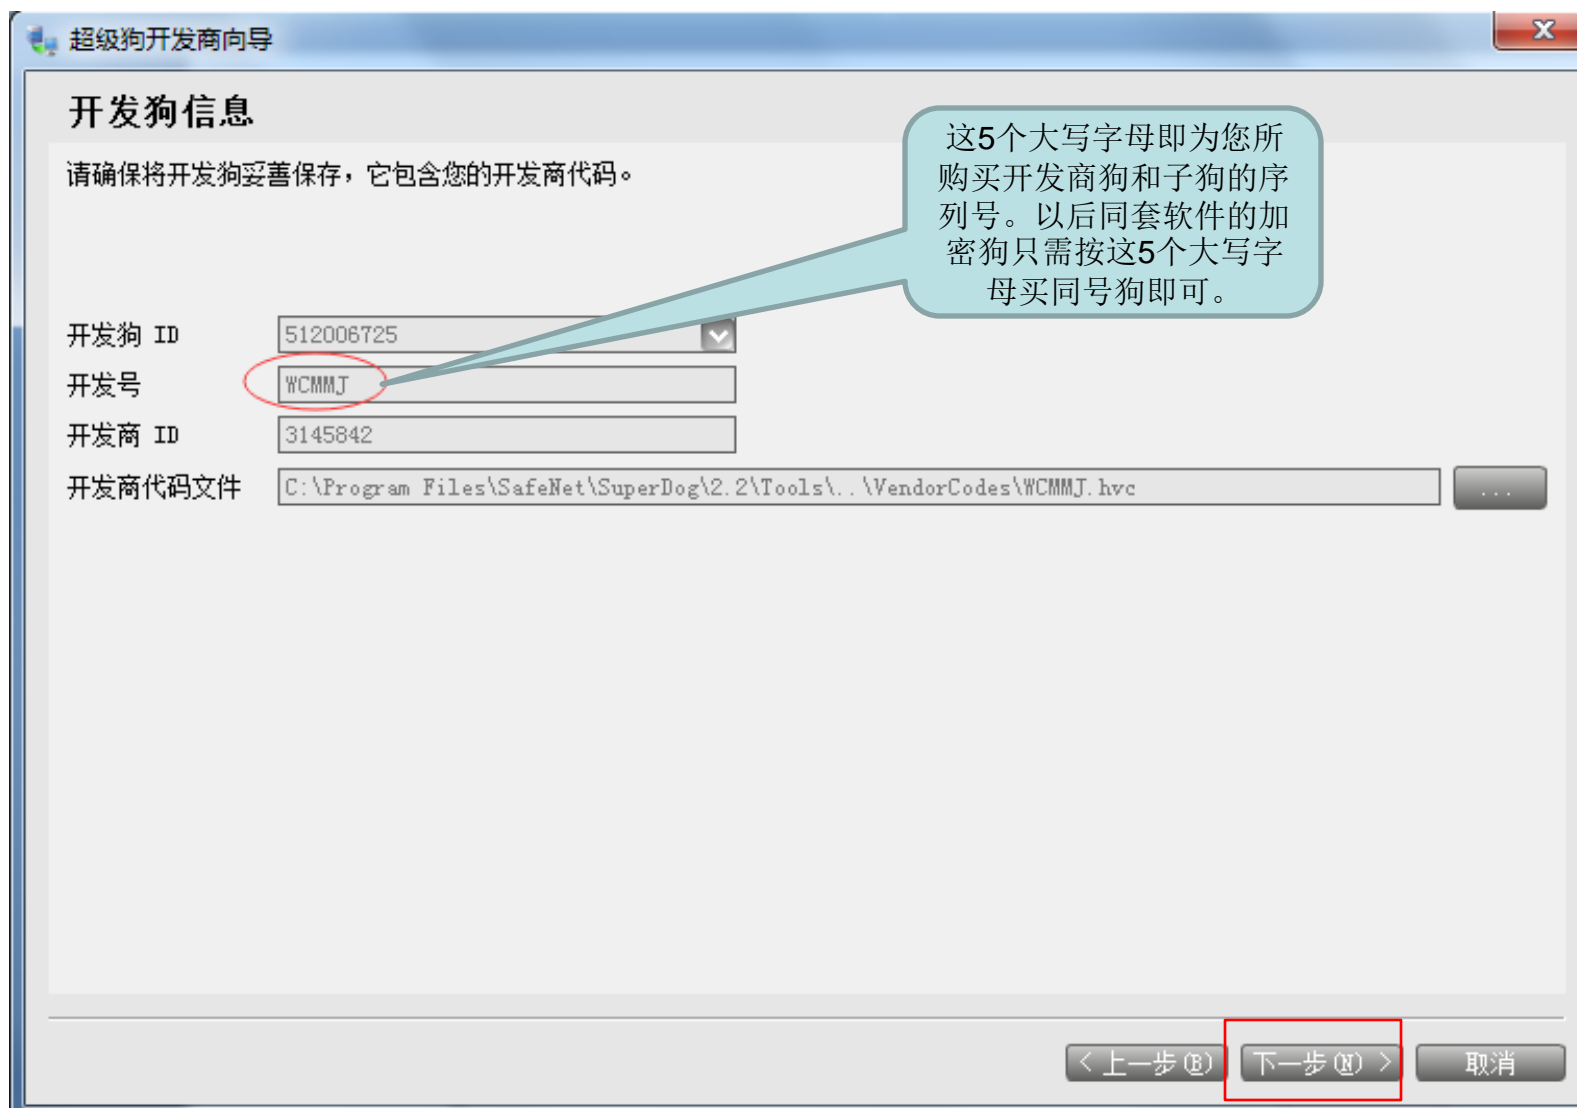 超级狗开发商向导
开发狗信息
请确保将开发狗妥善保存，它包含您的开发商代码。
这5个大写字母即为您所
购买开发商狗和子狗的序
列号。以后同套软件的加
密狗只需按这5个大写字
母买同号狗即可。
开发狗 ID 512006725
开发号 WCMMJ
开发商 ID 3145842
开发商代码文件 C:\Program Files\SafeNet\SuperDog\2.2\Tools\..\VendorCodes\WCMMJ.hvc ...
< 上一步(B) 下一步(N) > 取消